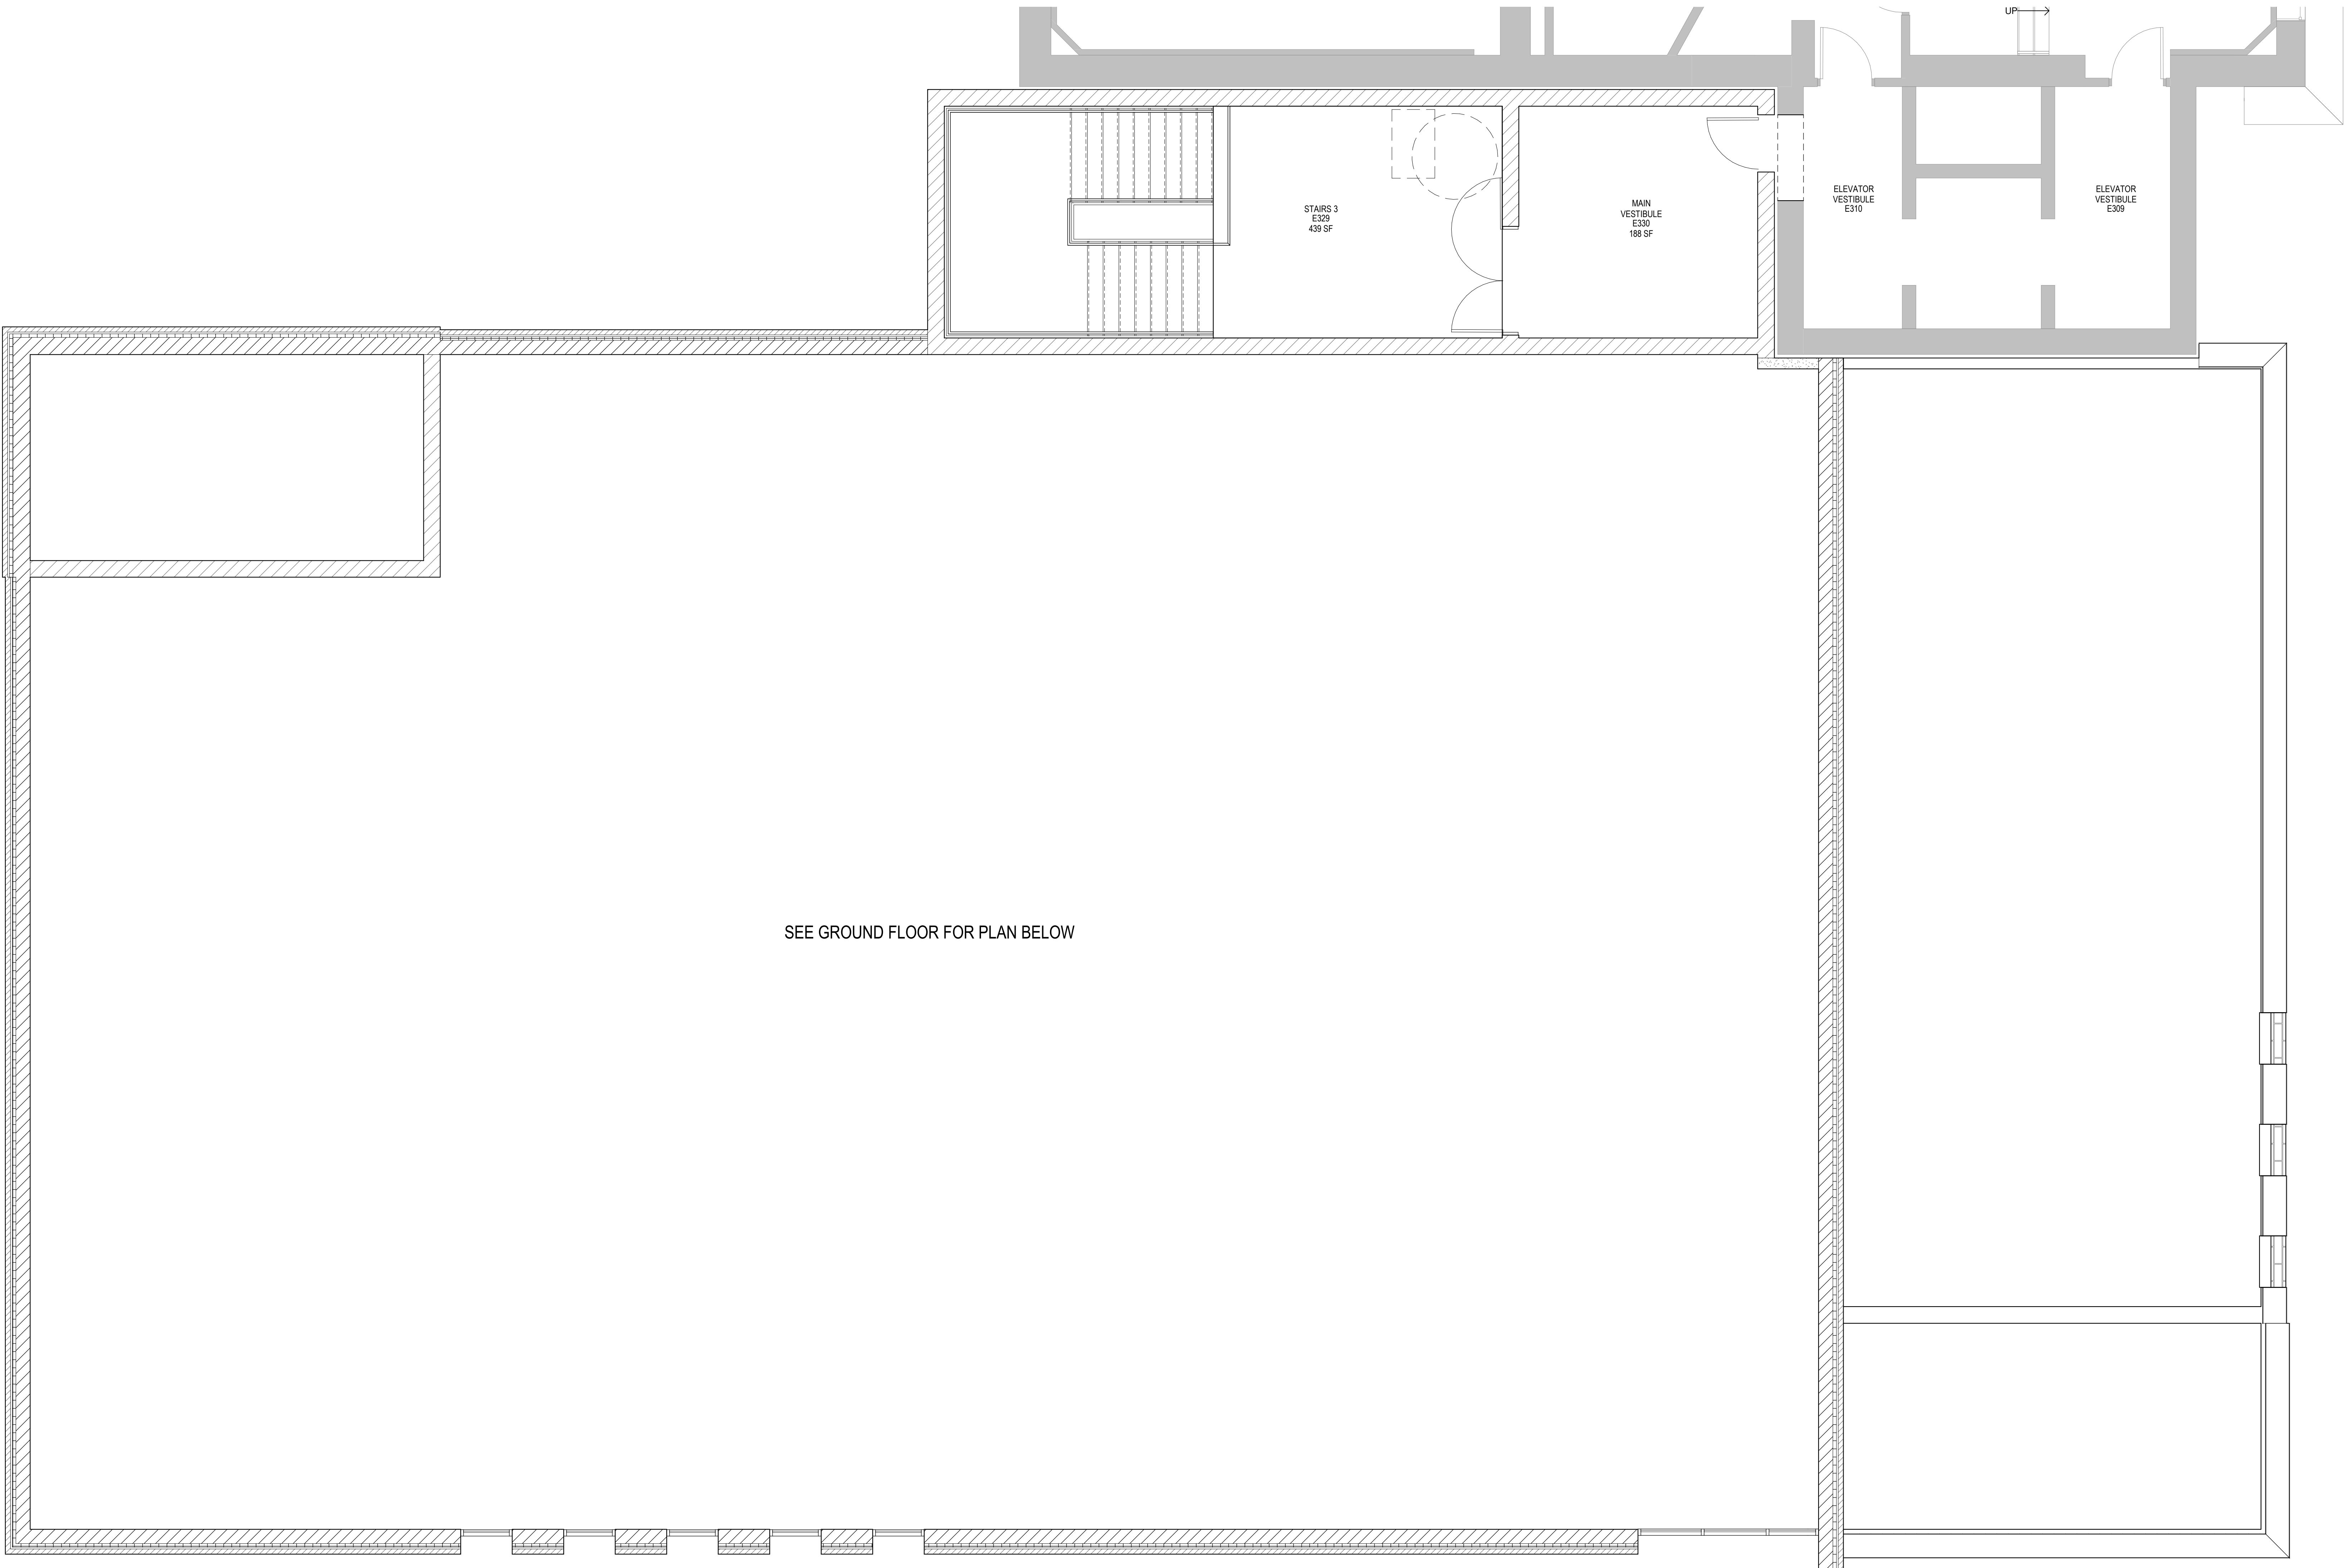 UP
STAIRS 3
E329
439 SF
MAIN
VESTIBULE
E330
188 SF
ELEVATOR
VESTIBULE
E310
ELEVATOR
VESTIBULE
E309
SEE GROUND FLOOR FOR PLAN BELOW